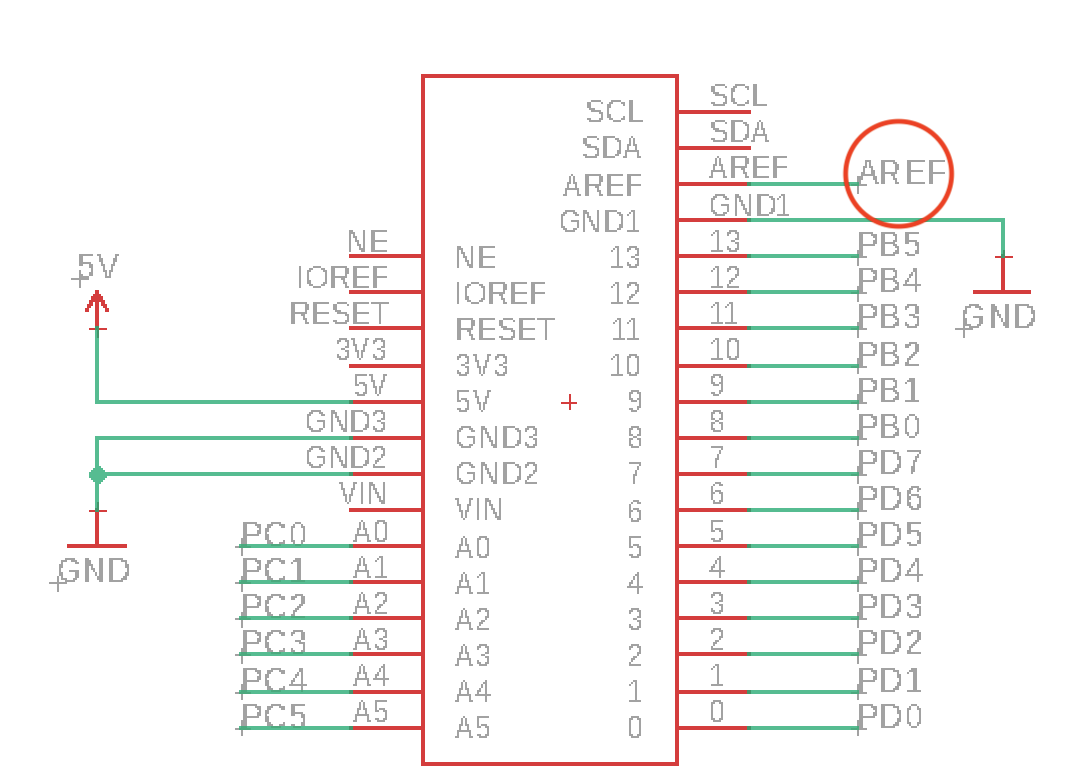 SCL
SCL
SDA
SDA
AREF
AREF
AREF
GND1
GND1
NE
NE
13
13
PB5
5V
IOREF
IOREF
12
12
PB4
RESET
RESET
11
11
PB3
GND
3V3
3V3
10
10
PB2
5V
5V
9
9
PB1
GND3
GND3
8
8
PB0
GND2
GND2
7
7
PD7
VIN
VIN
6
6
PD6
PC0
A0
A0
5
5
PD5
GND
PC1
A1
A1
4
4
PD4
PC2
A2
A2
3
3
PD3
PC3
A3
A3
2
2
PD2
PC4
A4
A4
1
1
PD1
PC5
A5
A5
0
0
PD0